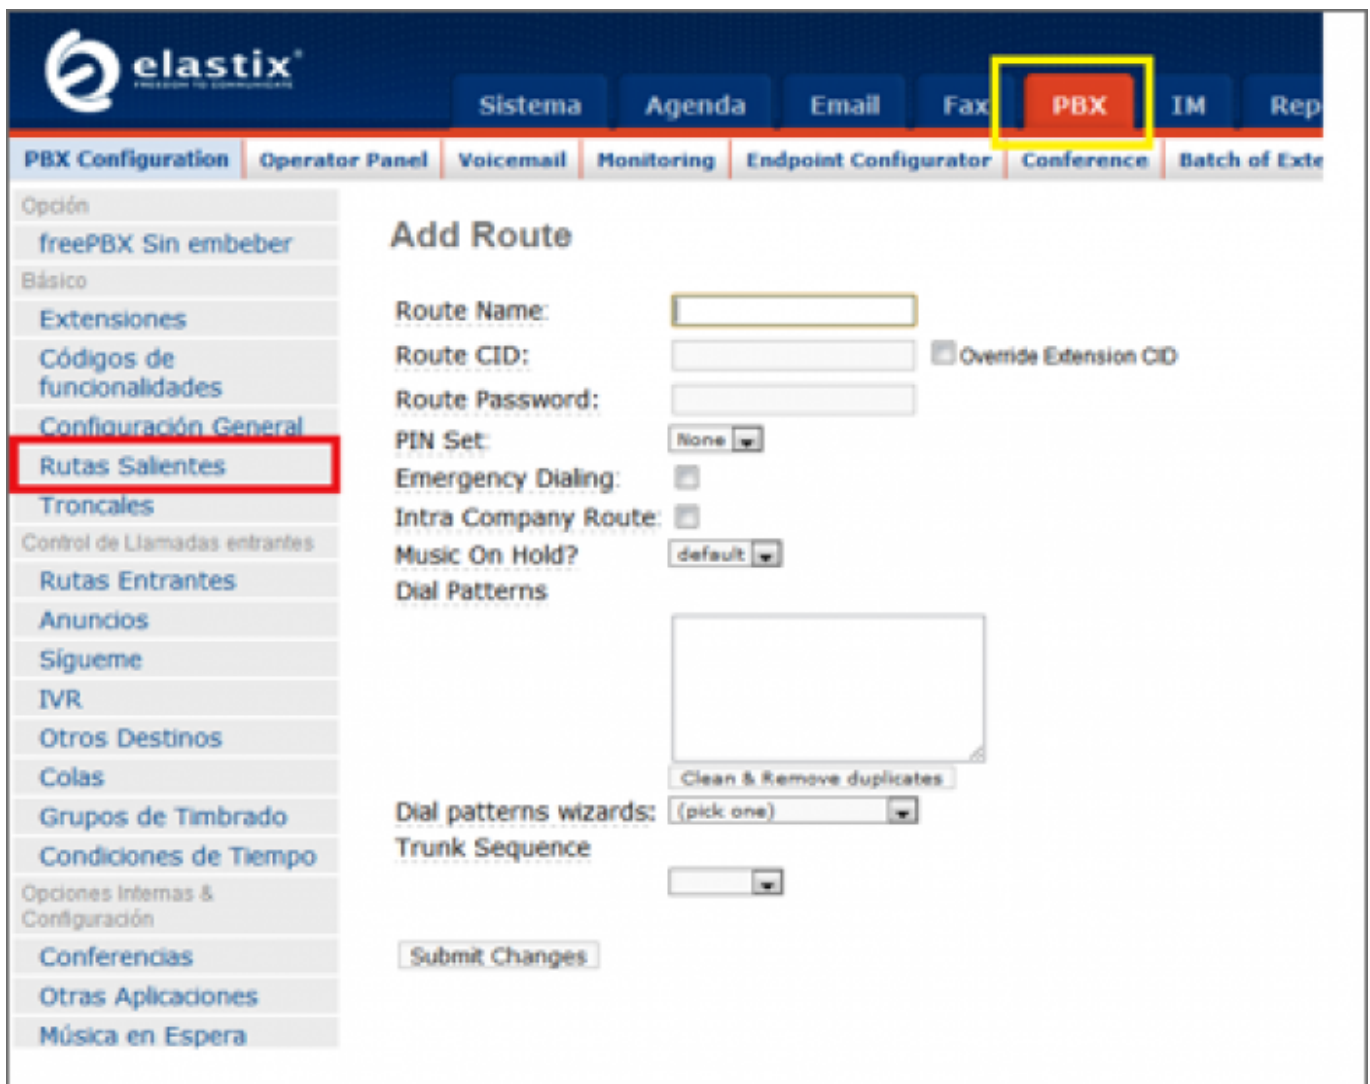 elastix
FREEDOM TO COMMUNICATE
Sistema Agenda Email Fax PBX IM Rep
PBX Configuration Operator Panel Voicemail Monitoring Endpoint Configurator Conference Batch of Exte
Opción
freePBX Sin embeber
Básico
Extensiones
Códigos de
funcionalidades
Configuración General
Rutas Salientes
Troncales
Control de Llamadas entrantes
Rutas Entrantes
Anuncios
Sígueme
IVR
Otros Destinos
Colas
Grupos de Timbrado
Condiciones de Tiempo
Opciones Internas &
Configuración
Conferencias
Otras Aplicaciones
Música en Espera
Add Route
Route Name:
Route CID: Override Extension CID
Route Password:
PIN Set: None
Emergency Dialing:
Intra Company Route:
Music On Hold? default
Dial Patterns
Clean & Remove duplicates
Dial patterns wizards: (pick one)
Trunk Sequence
Submit Changes